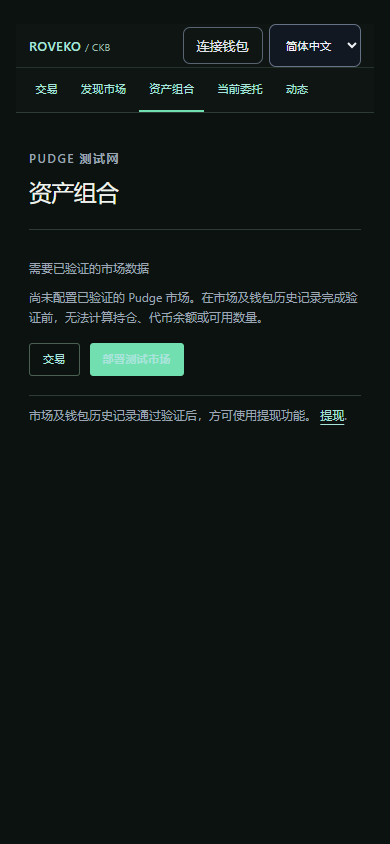 ROVEKO / CKB
连接钱包
简体中文
交易 发现市场 资产组合 当前委托 动态
PUDGE 测试网
资产组合
需要已验证的市场数据
尚未配置已验证的 Pudge 市场。在市场及钱包历史记录完成验
证前，无法计算持仓、代币余额或可用数量。
交易
部署测试市场
市场及钱包历史记录通过验证后，方可使用提现功能。 提现.